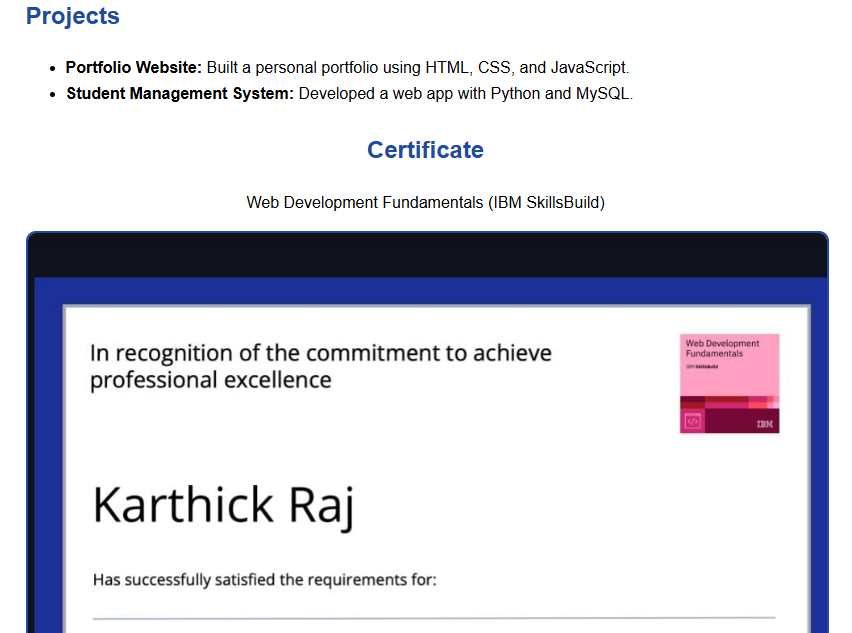 Projects
Portfolio Website: Built a personal portfolio using HTML, CSS, and JavaScript.
Student Management System: Developed a web app with Python and MySQL.
Certificate
Web Development Fundamentals (IBM SkillsBuild)
In recognition of the commitment to achieve
professional excellence
Web Development
Fundamentals
IBM SkillsBuild
</>
IBM
Karthick Raj
Has successfully satisfied the requirements for: